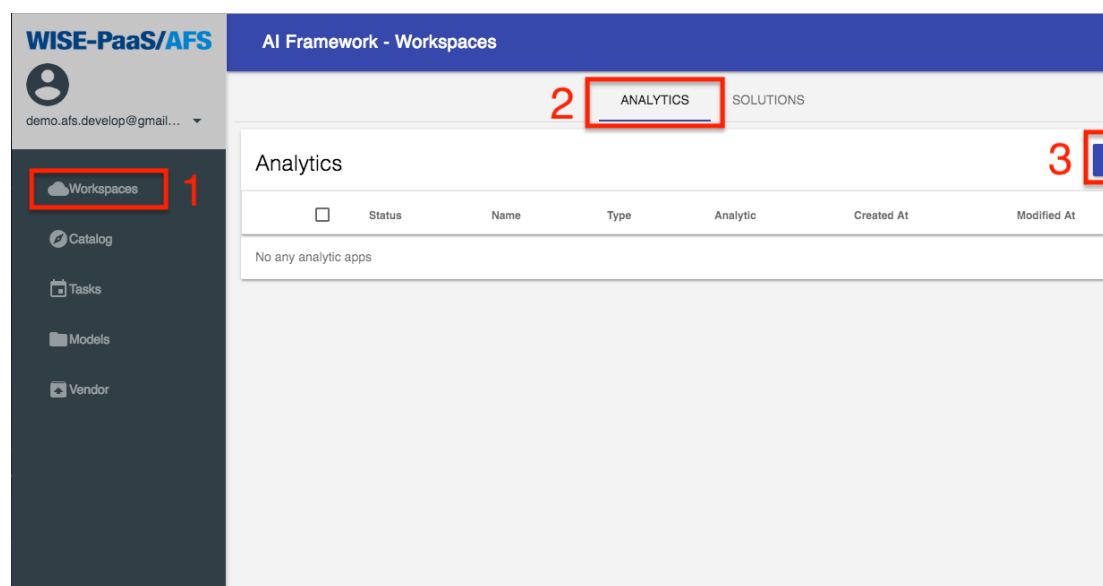 WISE-PaaS/AFS
demo.afs.develop@gmail...
Workspaces
1
Catalog
Tasks
Models
Vendor
AI Framework - Workspaces
2
ANALYTICS
SOLUTIONS
Analytics
3
Status Name Type Analytic Created At Modified At
No any analytic apps